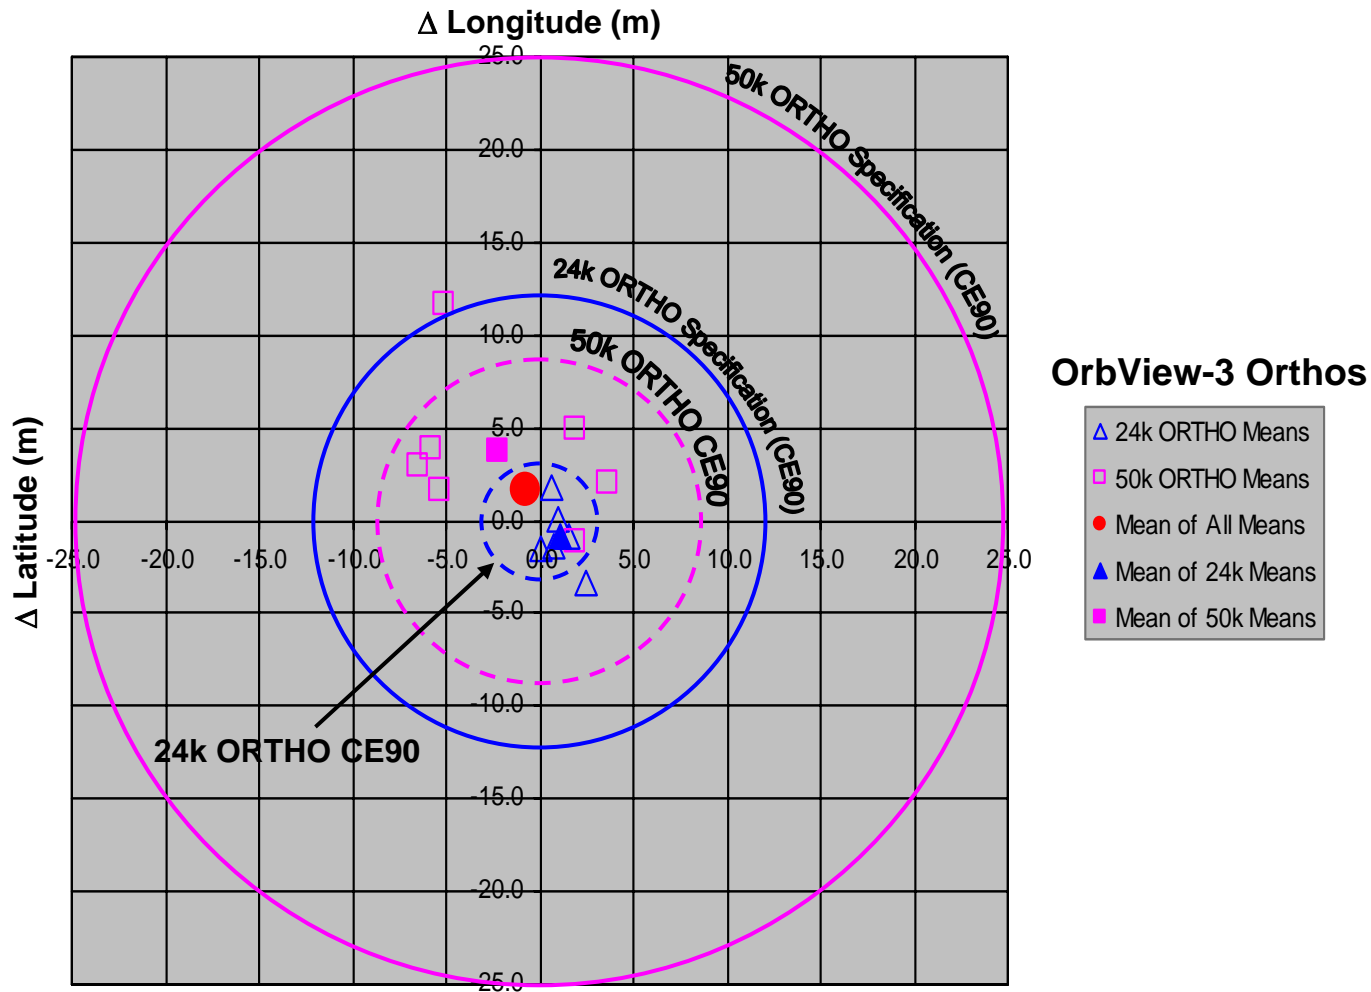 Δ Longitude (m)
25.0
50k ORTHO Specification (CE90)
20.0
15.0
24k ORTHO Specification (CE90)
10.0
50k ORTHO CE90
5.0
0.0
-25.0 -20.0 -15.0 -10.0 -5.0 0.0 5.0 10.0 15.0 20.0 25.0
-5.0
-10.0
24k ORTHO CE90
-15.0
-20.0
-25.0
Δ Latitude (m)
OrbView-3 Orthos
24k ORTHO Means
50k ORTHO Means
Mean of All Means
Mean of 24k Means
Mean of 50k Means